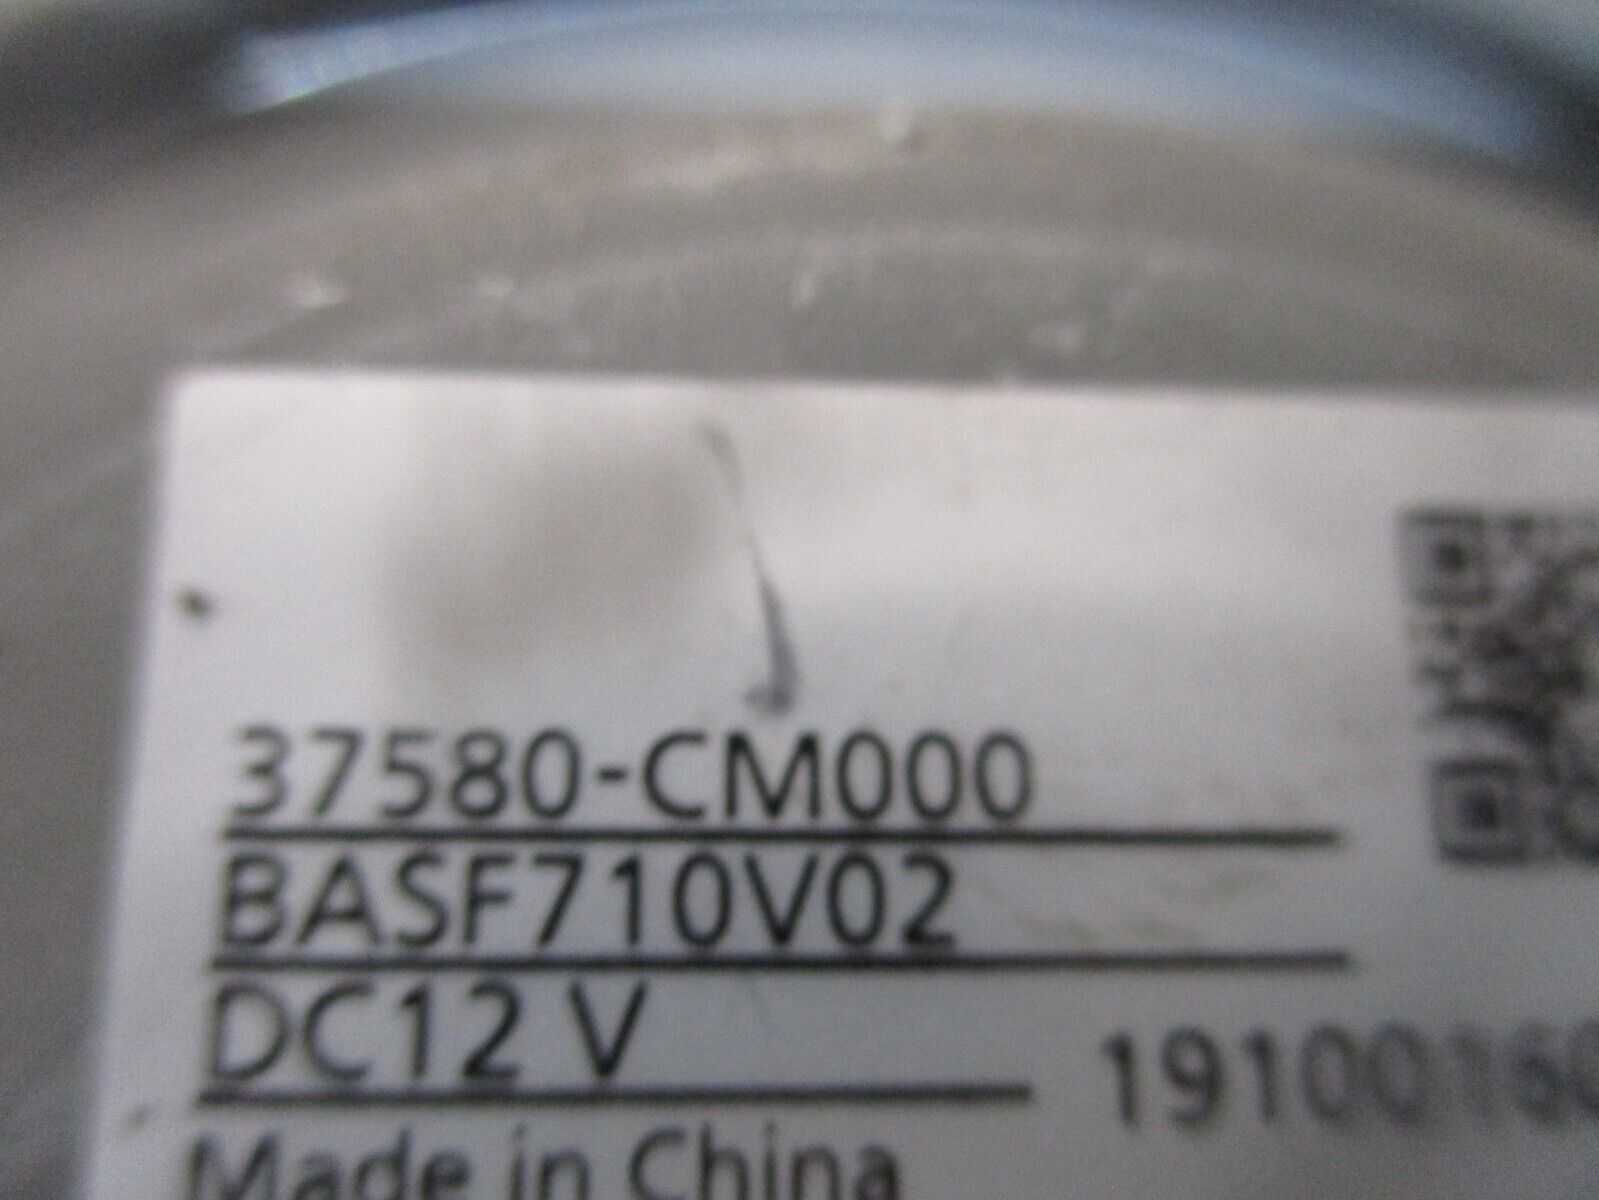 37580-CM000
BASF710V02
DC12 V
Made in China